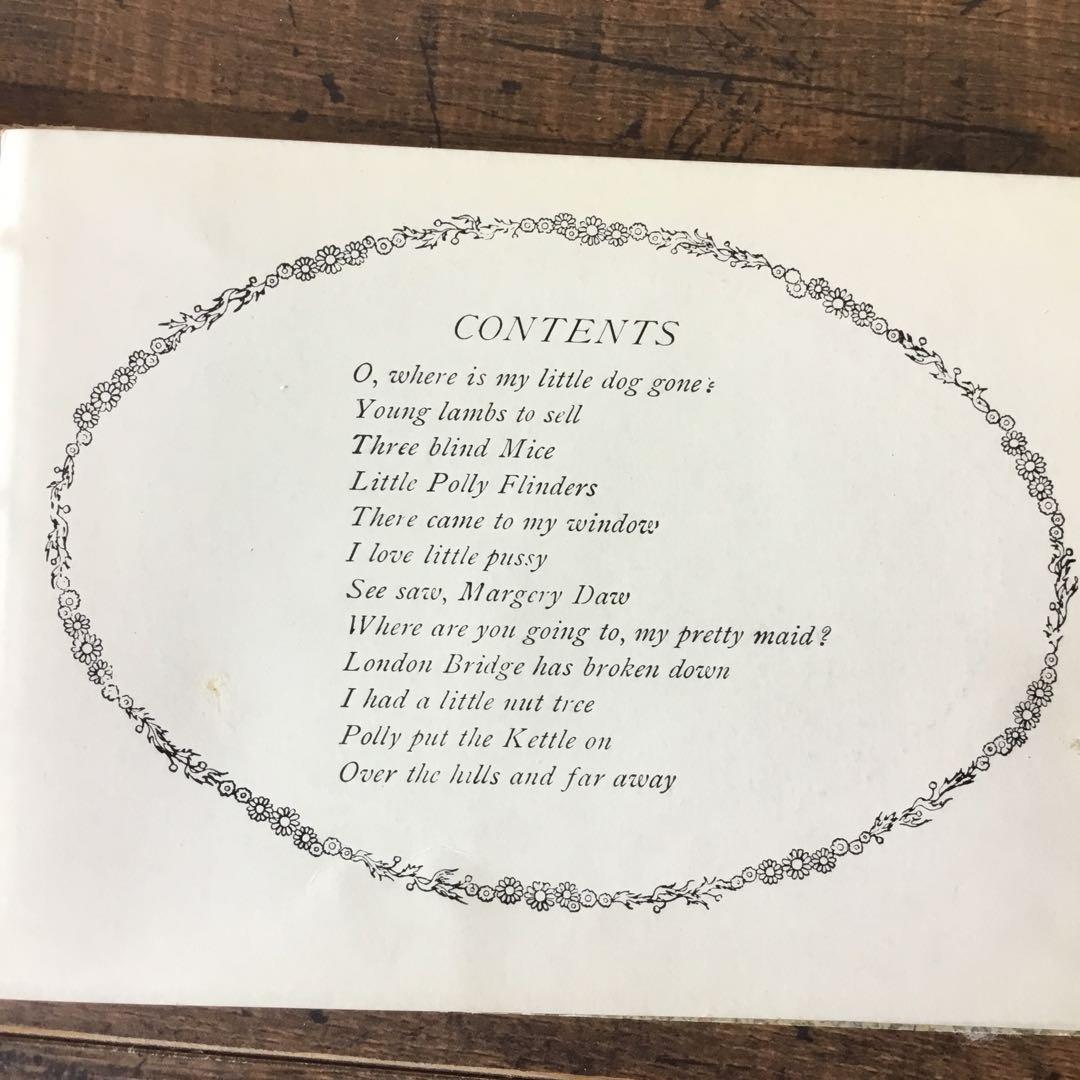 CONTENTS
O, where is my little dog gone?
Young lambs to sell
Three blind Mice
Little Polly Flinders
There came to my window
I love little pussy
See saw, Margery Daw
Where are you going to, my pretty maid?
London Bridge has broken down
I had a little nut tree
Polly put the Kettle on
Over the hills and far away